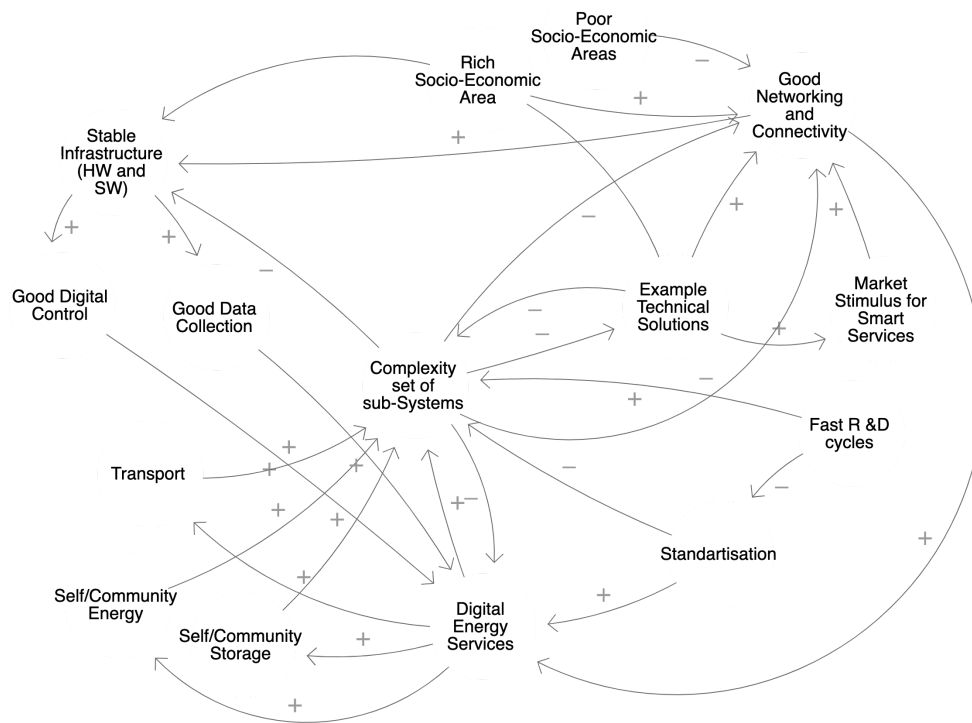 Poor
Socio-Economic
Areas
Rich
Socio-Economic
Area
Good
Networking
and
Connectivity
Stable
Infrastructure
(HW and
SW)
−
+
+
+
+
−
−
+
+
Good Digital
Control
Good Data
Collection
Example
Technical
Solutions
Market
Stimulus for
Smart
Services
−
−
+
Complexity
set of
sub-Systems
−
+
Fast R &D
cycles
Transport
+
+
+
−
−
+
+
+
−
+
Standartisation
Self/Community
Energy
+
+
Digital
Energy
Services
Self/Community
Storage
+
+